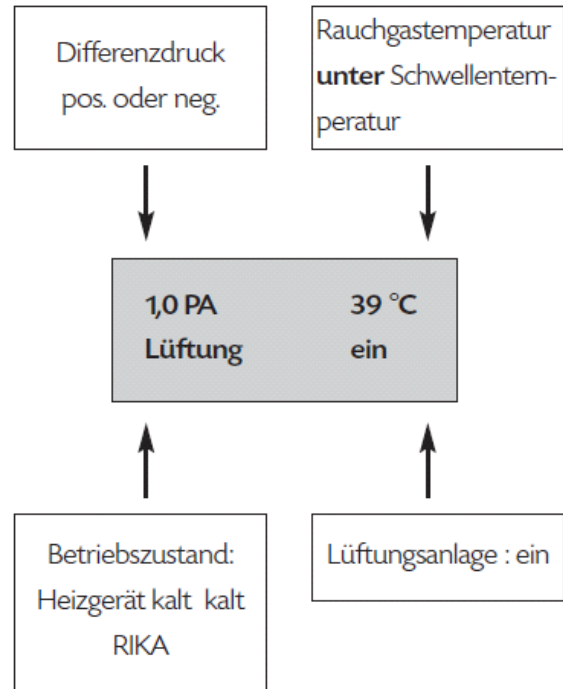 Differenzdruck
pos. oder neg.
Rauchgastemperatur
unter Schwellentem-
peratur
1,0 PA 39 °C
Lüftung ein
Betriebszustand:
Heizgerät kalt kalt
RIKA
Lüftungsanlage : ein